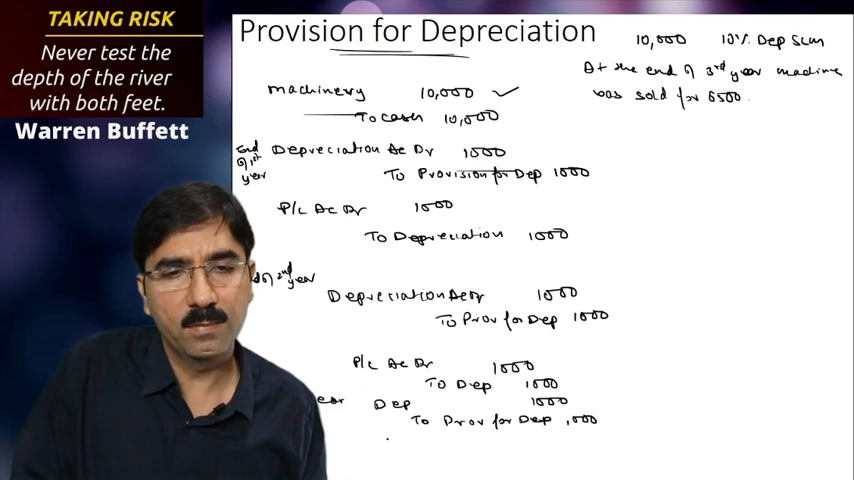 TAKING RISK
Never test the
depth of the river
with both feet.
Warren Buffett
Provision for Depreciation
10,000 10% Dep SLM
At the end of 3rd year machine
was sold for 6500.
Machinery 10,000
To cash 10,000
End of 1st year
Depreciation Ac Dr 1000
To Provision for Dep 1000
P/L Ac Dr 1000
To Depreciation 1000
of 2nd year
Depreciation Ac Dr 1000
To Prov for Dep 1000
P/L Ac Dr 1000
To Dep 1000
Dep 1000
To Prov for Dep 1000